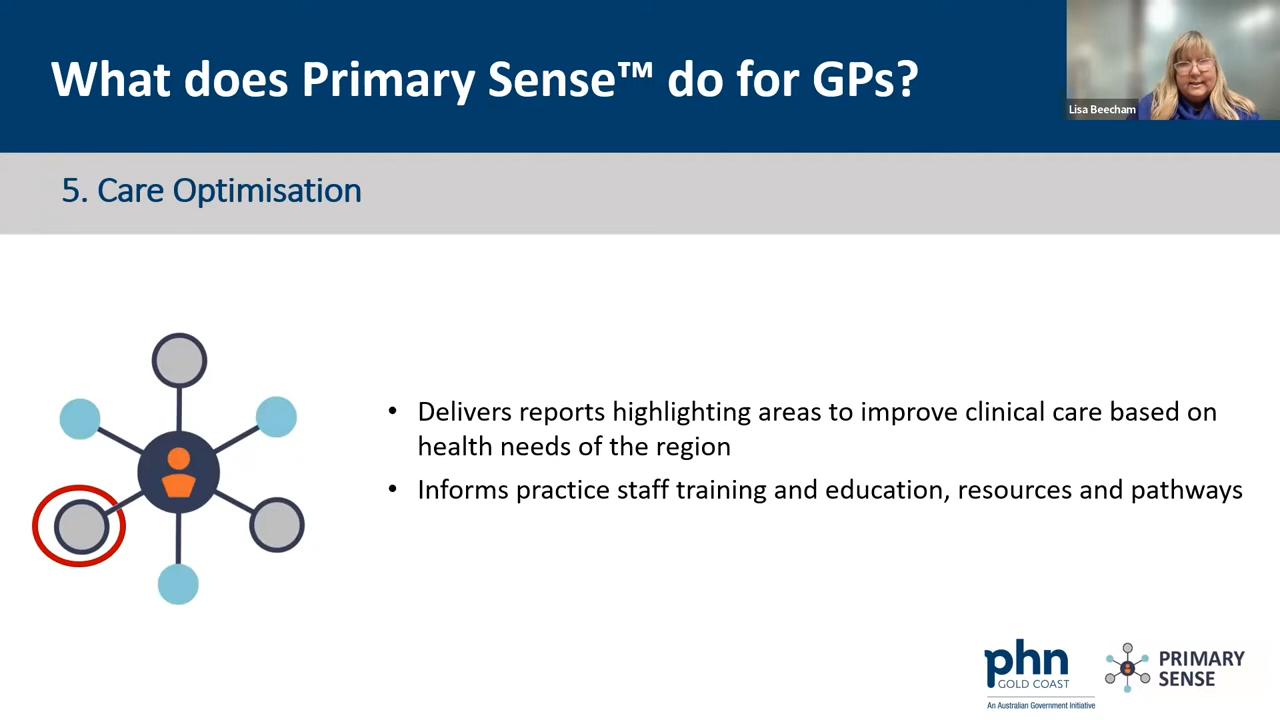 What does Primary Sense™ do for GPs?
Lisa Beecham
5. Care Optimisation
• Delivers reports highlighting areas to improve clinical care based on
health needs of the region
• Informs practice staff training and education, resources and pathways
phn
GOLD COAST
An Australian Government Initiative
PRIMARY
SENSE